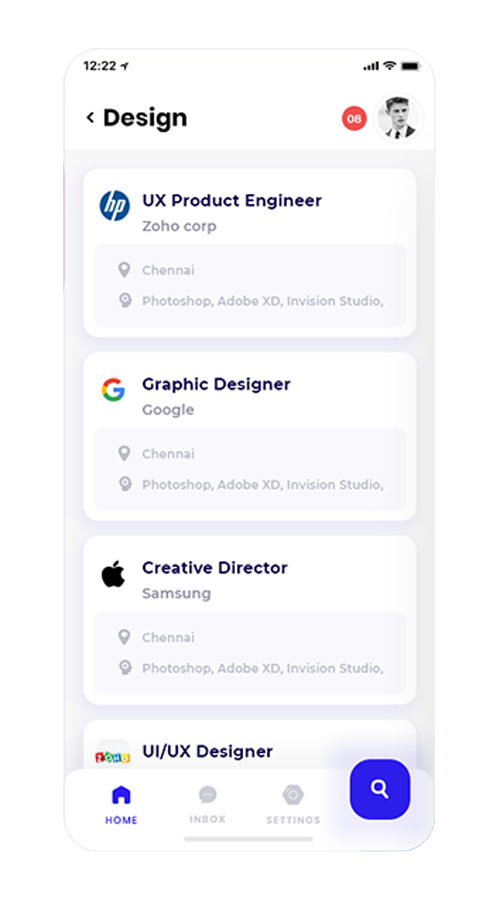 12:22
Design
08
hp
UX Product Engineer
Zoho corp
Chennai
Photoshop, Adobe XD, Invision Studio,
G
Graphic Designer
Google
Chennai
Photoshop, Adobe XD, Invision Studio,
Creative Director
Samsung
Chennai
Photoshop, Adobe XD, Invision Studio,
ZOHO
UI/UX Designer
HOME
INBOX
SETTINGS